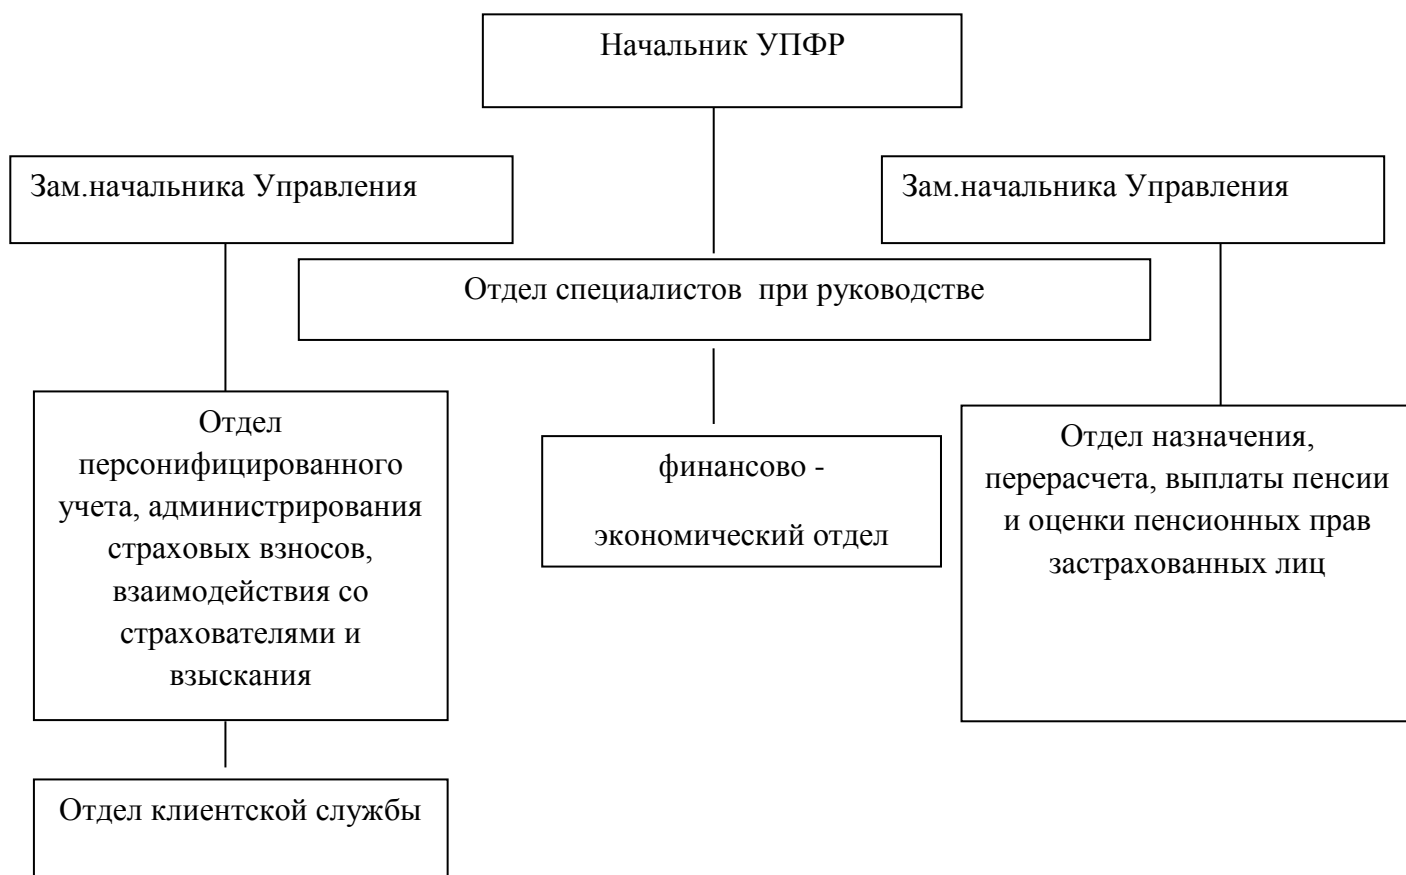 Начальник УПФР
Зам.начальника Управления
Зам.начальника Управления
Отдел специалистов  при руководстве
Отдел
персонифицированного
учета, администрирования
страховых взносов,
взаимодействия со
страхователями и
взыскания
финансово -
экономический отдел
Отдел назначения,
перерасчета, выплаты пенсии
и оценки пенсионных прав
застрахованных лиц
Отдел клиентской службы